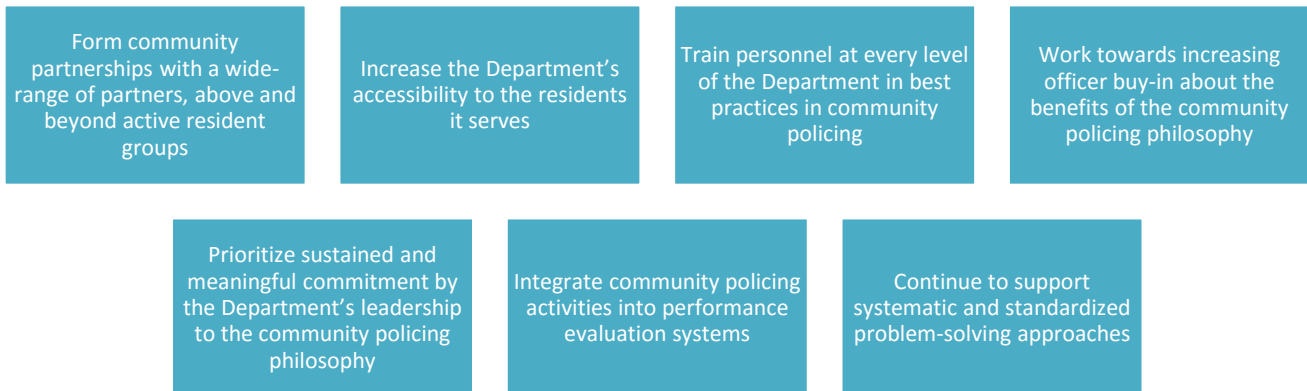 Form community
partnerships with a wide-
range of partners, above and
beyond active resident
groups
Increase the Department’s
accessibility to the residents
it serves
Train personnel at every level
of the Department in best
practices in community
policing
Work towards increasing
officer buy-in about the
benefits of the community
policing philosophy
Prioritize sustained and
meaningful commitment by
the Department’s leadership
to the community policing
philosophy
Integrate community policing
activities into performance
evaluation systems
Continue to support
systematic and standardized
problem-solving approaches